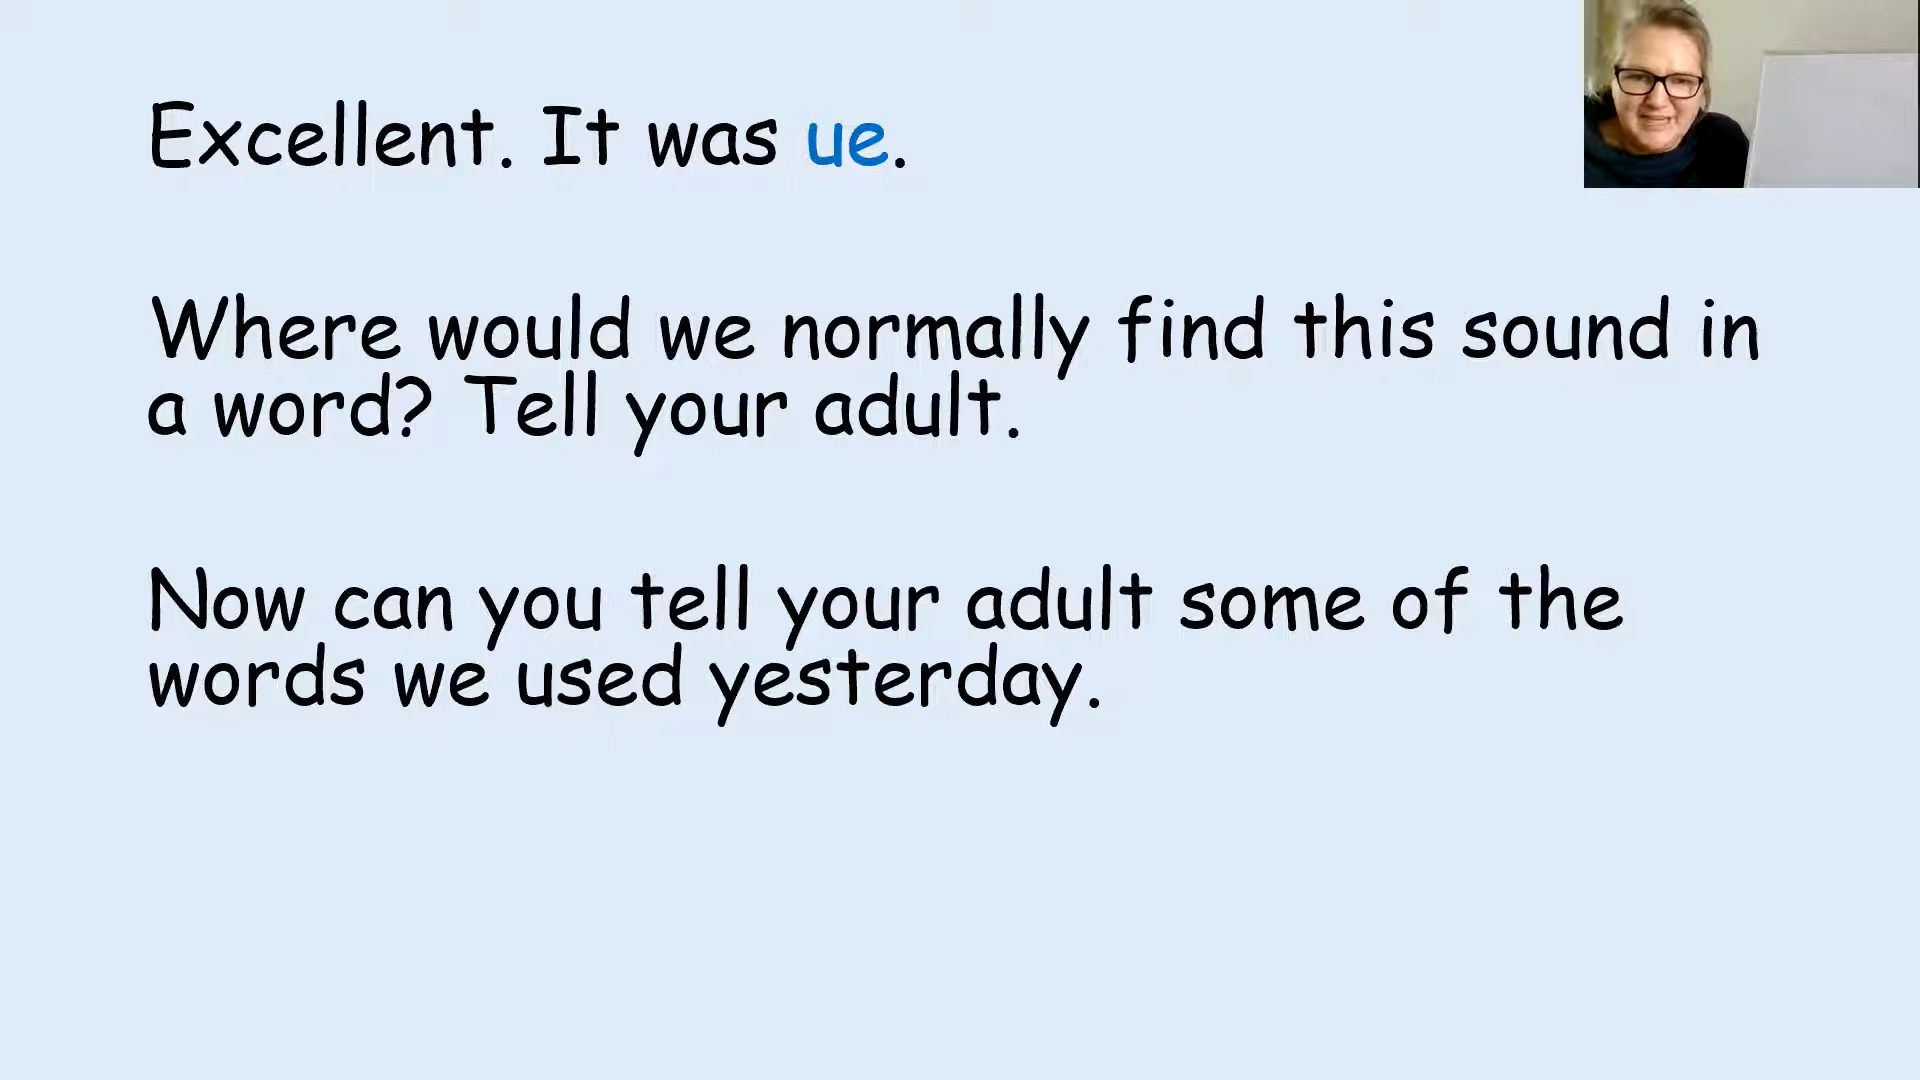 Excellent. It was ue.
Where would we normally find this sound in
a word? Tell your adult.
Now can you tell your adult some of the
words we used yesterday.